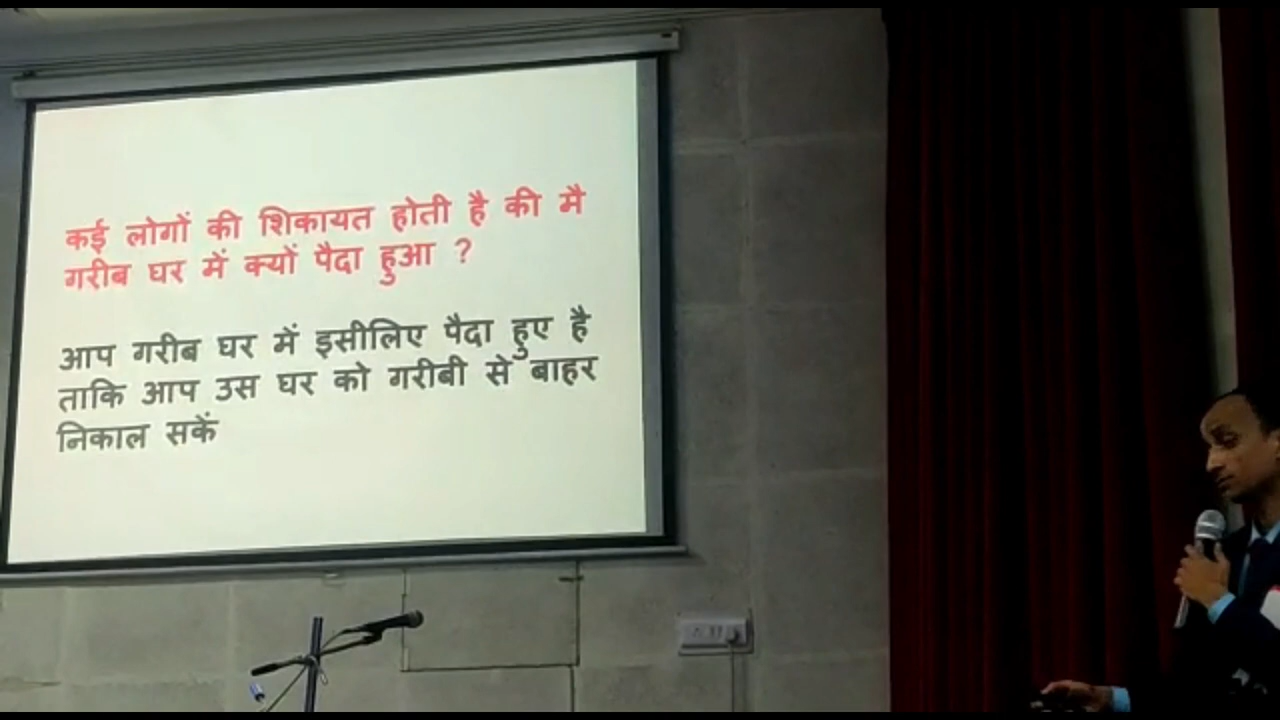 कई लोगों की शिकायत होती है की मै
गरीब घर में क्यों पैदा हुआ ?
आप गरीब घर में इसीलिए पैदा हुए है
ताकि आप उस घर को गरीबी से बाहर
निकाल सकें